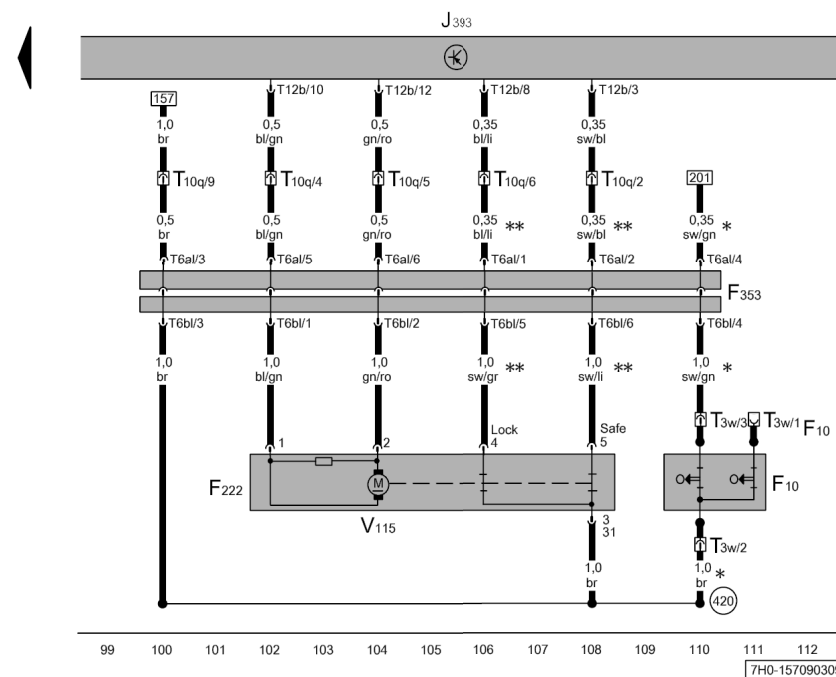 J393
T12b/10 T12b/12 T12b/8 T12b/3
157
1,0 0,5 0,5 0,35 0,35
br bl/gn gn/ro bl/li sw/bl
T10q/9 T10q/4 T10q/5 T10q/6 T10q/2 201
0,5 0,5 0,5 0,35 ** 0,35 ** 0,35 *
br bl/gn gn/ro bl/li sw/bl sw/gn
T6al/3 T6al/5 T6al/6 T6al/1 T6al/2 T6al/4
F353
T6bl/3 T6bl/1 T6bl/2 T6bl/5 T6bl/6 T6bl/4
1,0 1,0 1,0 1,0 ** 1,0 ** 1,0 *
br bl/gn gn/ro sw/gr sw/li sw/gn
T3w/3 T3w/1 F10
Lock Safe
1 2 4 5
F222 M F10
V115
3
31
T3w/2
1,0 1,0 *
br br
420
99 100 101 102 103 104 105 106 107 108 109 110 111 112